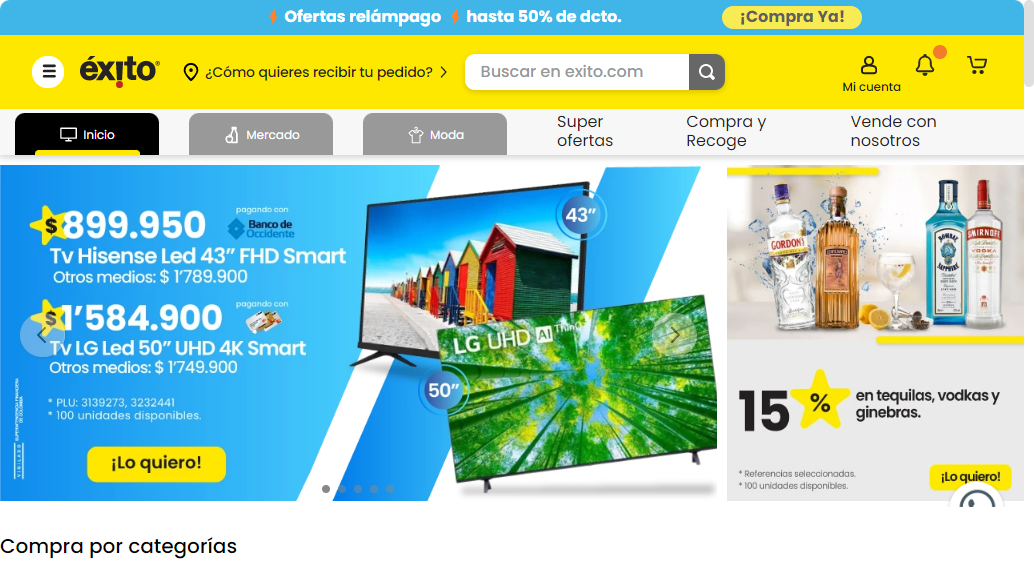 Ofertas relámpago hasta 50% de dcto.
¡Compra Ya!
éxito
¿Cómo quieres recibir tu pedido?
Buscar en exito.com
Mi cuenta
Inicio
Mercado
Moda
Super ofertas
Compra y Recoge
Vende con nosotros
$899.950
pagando con
Banco de
Occidente
Tv Hisense Led 43” FHD Smart
Otros medios: $ 1’789.900
$1’584.900
pagando con
Tv LG Led 50” UHD 4K Smart
Otros medios: $ 1’749.900
* PLU: 3139273, 3232441
* 100 unidades disponibles.
¡Lo quiero!
VIGILADO
43”
LG UHD AI ThinQ
50”
GORDON'S
BOMBAY
SAPPHIRE
SMIRNOFF
VODKA
15%
en tequilas, vodkas y
ginebras.
* Referencias seleccionadas.
* 100 unidades disponibles.
¡Lo quiero!
Compra por categorías